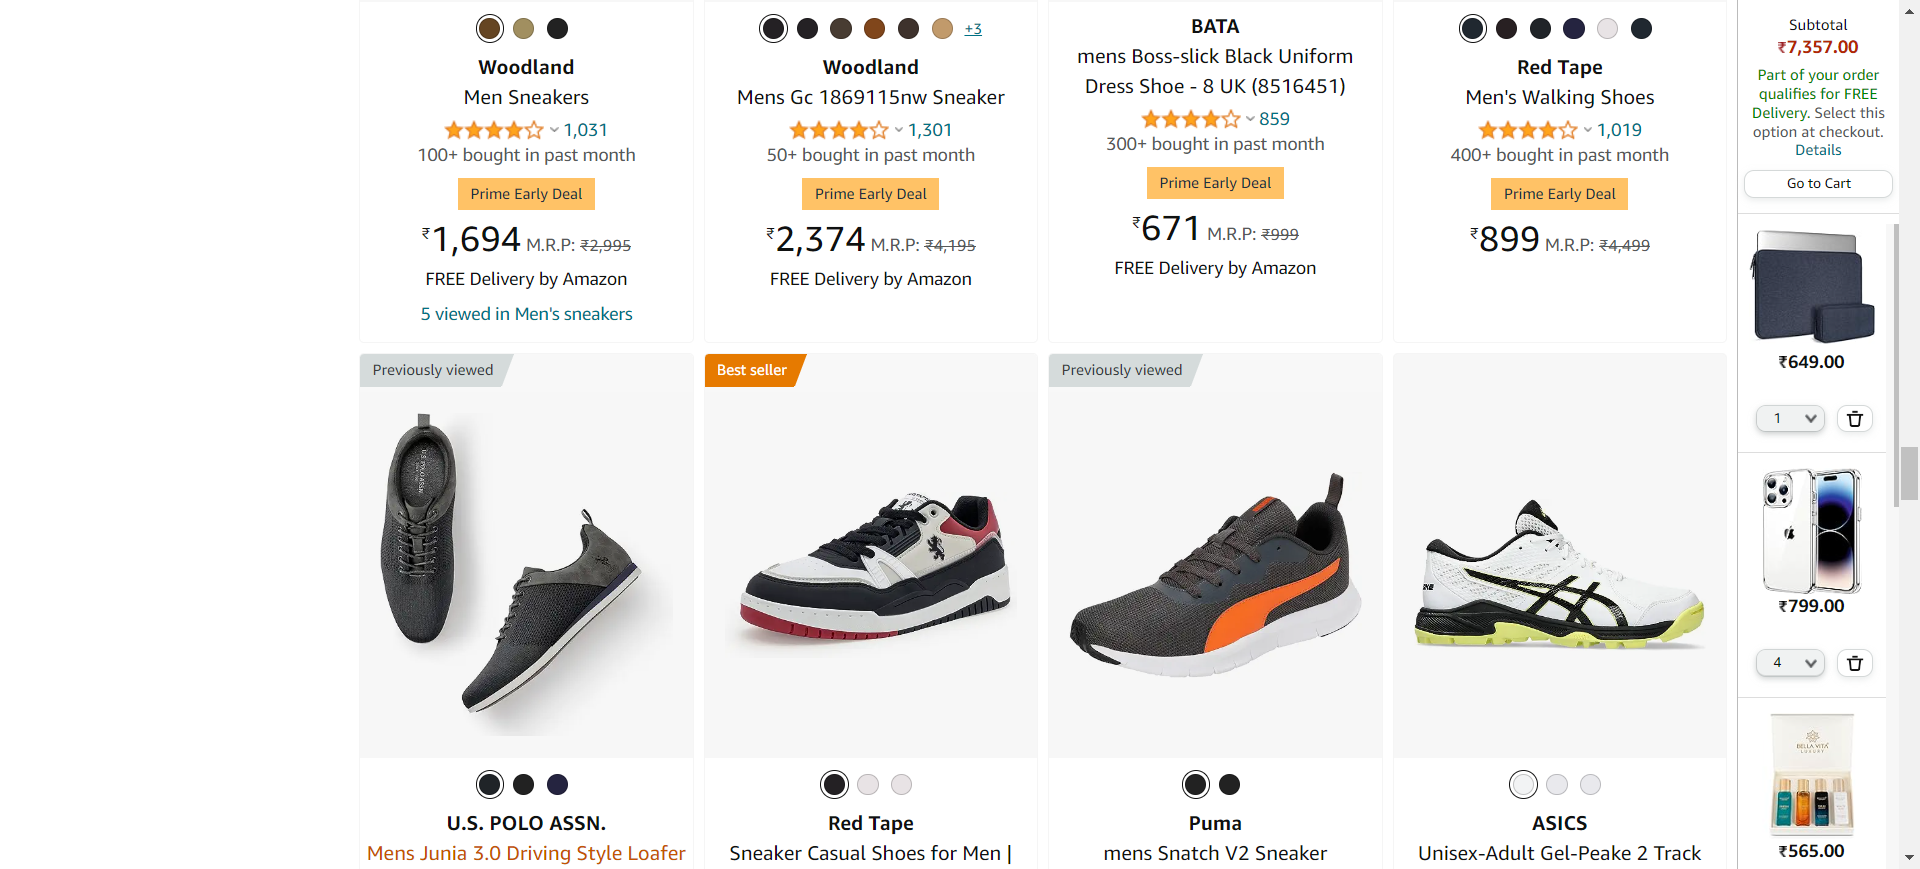 +3
Woodland
Men Sneakers
1,031
100+ bought in past month
Prime Early Deal
₹1,694 M.R.P: ₹2,995
FREE Delivery by Amazon
5 viewed in Men's sneakers
Woodland
Mens Gc 1869115nw Sneaker
1,301
50+ bought in past month
Prime Early Deal
₹2,374 M.R.P: ₹4,195
FREE Delivery by Amazon
BATA
mens Boss-slick Black Uniform
Dress Shoe - 8 UK (8516451)
859
300+ bought in past month
Prime Early Deal
₹671 M.R.P: ₹999
FREE Delivery by Amazon
Red Tape
Men's Walking Shoes
1,019
400+ bought in past month
Prime Early Deal
₹899 M.R.P: ₹4,499
Previously viewed
U.S. POLO ASSN.
Mens Junia 3.0 Driving Style Loafer
Best seller
Red Tape
Sneaker Casual Shoes for Men |
Previously viewed
Puma
mens Snatch V2 Sneaker
ASICS
Unisex-Adult Gel-Peake 2 Track
Subtotal
₹7,357.00
Part of your order
qualifies for FREE
Delivery. Select this
option at checkout.
Details
Go to Cart
₹649.00
1
₹799.00
4
BELLA VITA
LUXURY
₹565.00